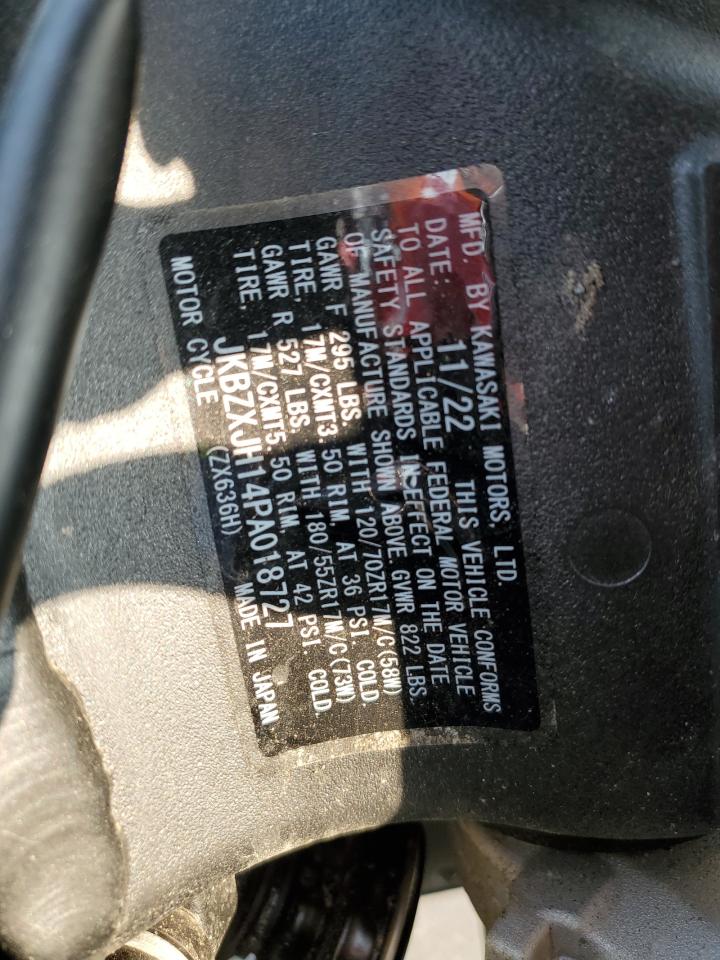 MFD. BY KAWASAKI MOTORS, LTD.
DATE: 11/22 THIS VEHICLE CONFORMS
TO ALL APPLICABLE FEDERAL MOTOR VEHICLE
SAFETY STANDARDS IN EFFECT ON THE DATE
OF MANUFACTURE SHOWN ABOVE. GVWR 822 LBS.
GAWR F 295 LBS. WITH 120/70ZR17M/C(58W)
TIRE, 17M/CXMT3.50 RIM, AT 36 PSI COLD.
GAWR R 527 LBS. WITH 180/55ZR17M/C(73W)
TIRE, 17M/CXMT5.50 RIM, AT 42 PSI COLD.
JKBZXJH14PA018727
MOTOR CYCLE (ZX636H) MADE IN JAPAN